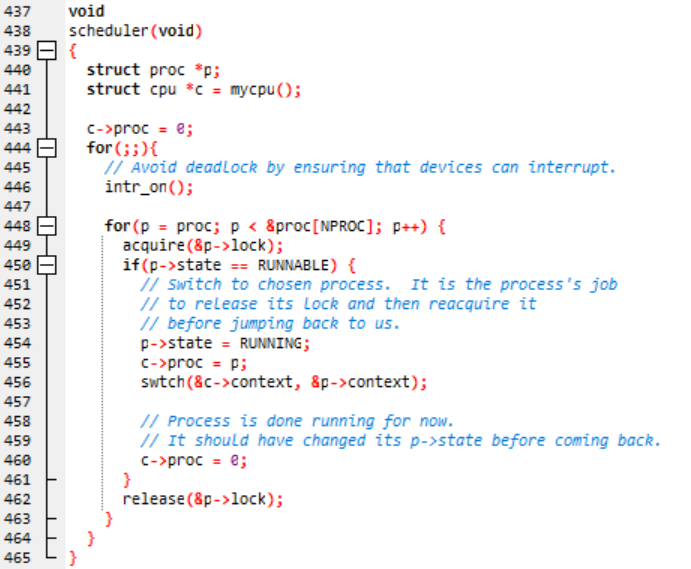 437 void
438 scheduler(void)
439 {
440   struct proc *p;
441   struct cpu *c = mycpu();
442
443   c->proc = 0;
444   for(;;){
445     // Avoid deadlock by ensuring that devices can interrupt.
446     intr_on();
447
448     for(p = proc; p < &proc[NPROC]; p++) {
449       acquire(&p->lock);
450       if(p->state == RUNNABLE) {
451         // Switch to chosen process.  It is the process's job
452         // to release its lock and then reacquire it
453         // before jumping back to us.
454         p->state = RUNNING;
455         c->proc = p;
456         swtch(&c->context, &p->context);
457
458         // Process is done running for now.
459         // It should have changed its p->state before coming back.
460         c->proc = 0;
461       }
462       release(&p->lock);
463     }
464   }
465 }